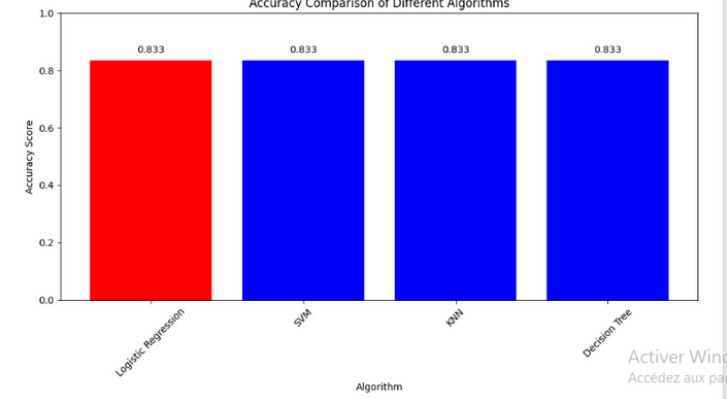 Accuracy Comparison of Different Algorithms
1.0
0.833 0.833 0.833 0.833
0.8
0.6
Accuracy Score
0.4
0.2
0.0
Logistic Regression SVM KNN Decision Tree
Algorithm
Activer Wind
Accédez aux pa